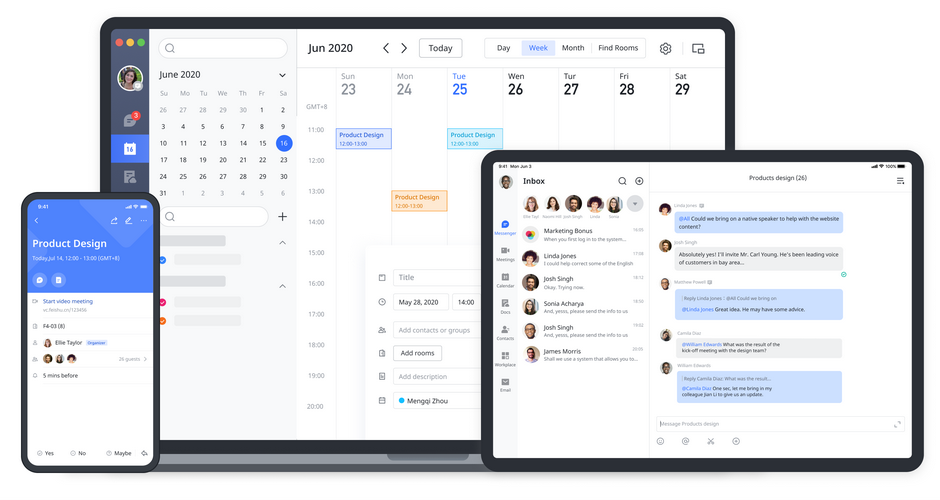 3
16
June 2020
Su Mo Tu We Th Fr Sa
26 27 28 29 30 1 2
3 4 5 6 7 8 9
10 11 12 13 14 15 16
17 18 19 20 21 22 23
24 25 26 27 28 29 30
31 1 2 3 4 5 6
Jun 2020
Today
Day Week Month Find Rooms
Sun Mon Tue Wen Tur Fri Sat
23 24 25 26 27 28 29
GMT+8
11:00
12:00
13:00
14:00
15:00
16:00
17:00
18:00
19:00
20:00
Product Design
12:00-13:00
Product Design
12:00-13:00
Product Design
12:00-13:00
Title
May 28, 2020 14:00
Add contacts or groups
Add rooms
Add description
Mengqi Zhou
9:41
Product Design
Today,Jul 14, 12:00 - 13:00 (GMT+8)
Start video meeting
vc.feishu.cn/123456
F4-03 (8)
Ellie Taylor Organizer
26 guests
5 mins before
Yes No Maybe
9:41 Mon Jun 3
100%
Inbox
Messenger
Meetings
Calendar
Docs
Contacts
Workplace
Email
Ellie Tayl Naomi Hill Josh Singh Linda Sonia
Marketing Bonus
When you first log in to the system...
Linda Jones
I could help correct some of the English
Josh Singh
Okay. Trying now.
Sonia Acharya
And, yesio, please send the info to us
Josh Singh
And, yesio, please send the info to us
James Morris
Shall we use a system that allows you to...
Products design (26)
Linda Jones
@All Could we bring on a native speaker to help with the website
content?
Josh Singh
Absolutely yes! I'll invite Mr. Carl Young. He's been leading voice
of customers in bay area...
Matthew Powell
Reply Linda Jones : @All Could we bring on
@Linda Jones Great idea. He may have some advice.
Camila Diaz
@William Edwards What was the result of the
kick-off meeting with the design team?
William Edwards
Reply Camila Diaz: What was the result...
@Camila Diaz One sec, let me bring in my
colleague Jian Li to give us an update.
Message Products design